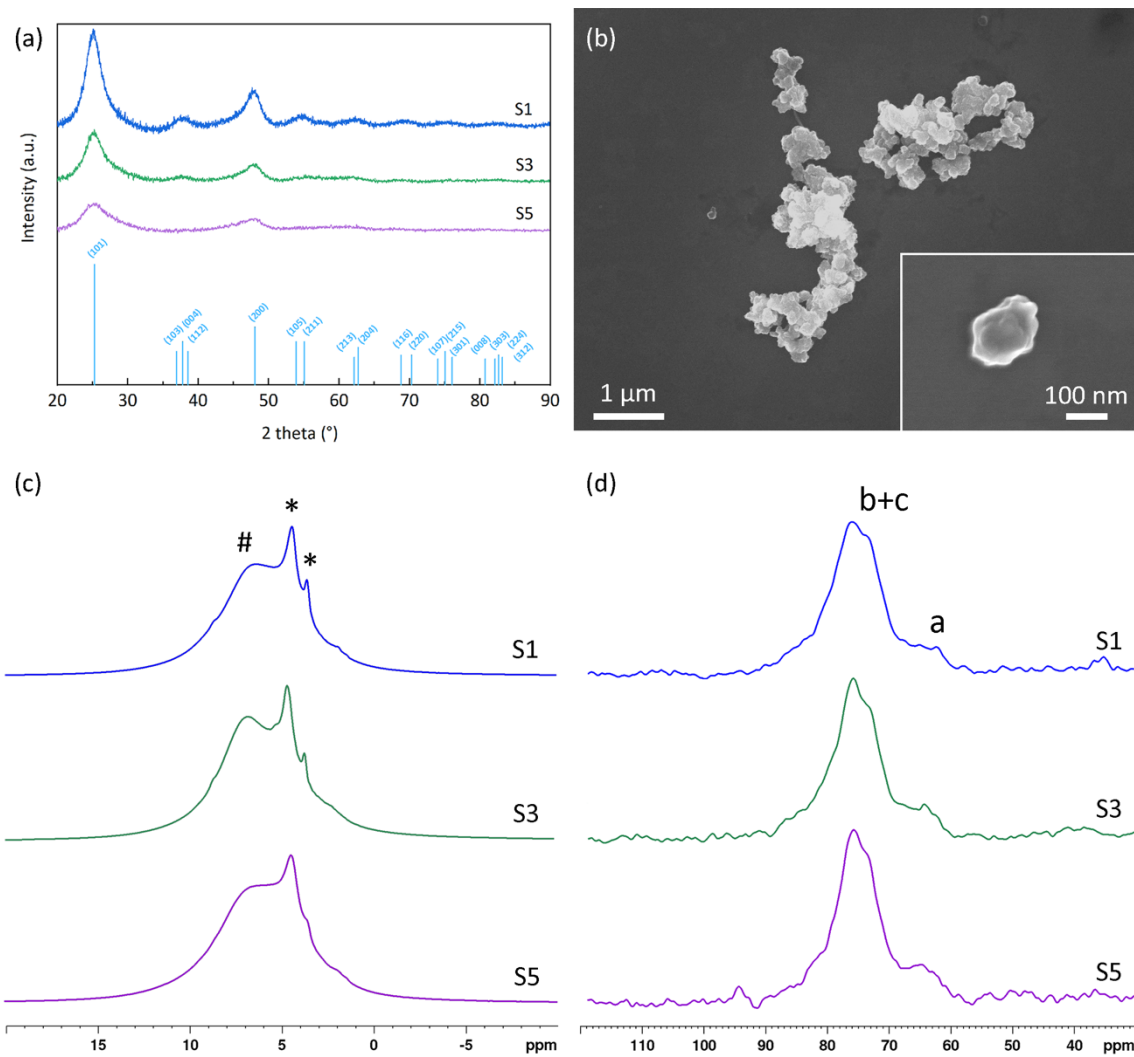 (a)
S1
S3
S5
Intensity (a.u.)
(101)
(103)
(004)
(112)
(200)
(105)
(211)
(213)
(204)
(116)
(220)
(107)
(215)
(301)
(008)
(303)
(224)
(312)
20 30 40 50 60 70 80 90
2 theta (°)
(b)
1 μm
100 nm
(c)
#
*
*
S1
S3
S5
15 10 5 0 -5 ppm
(d)
b+c
a
S1
S3
S5
110 100 90 80 70 60 50 40 ppm